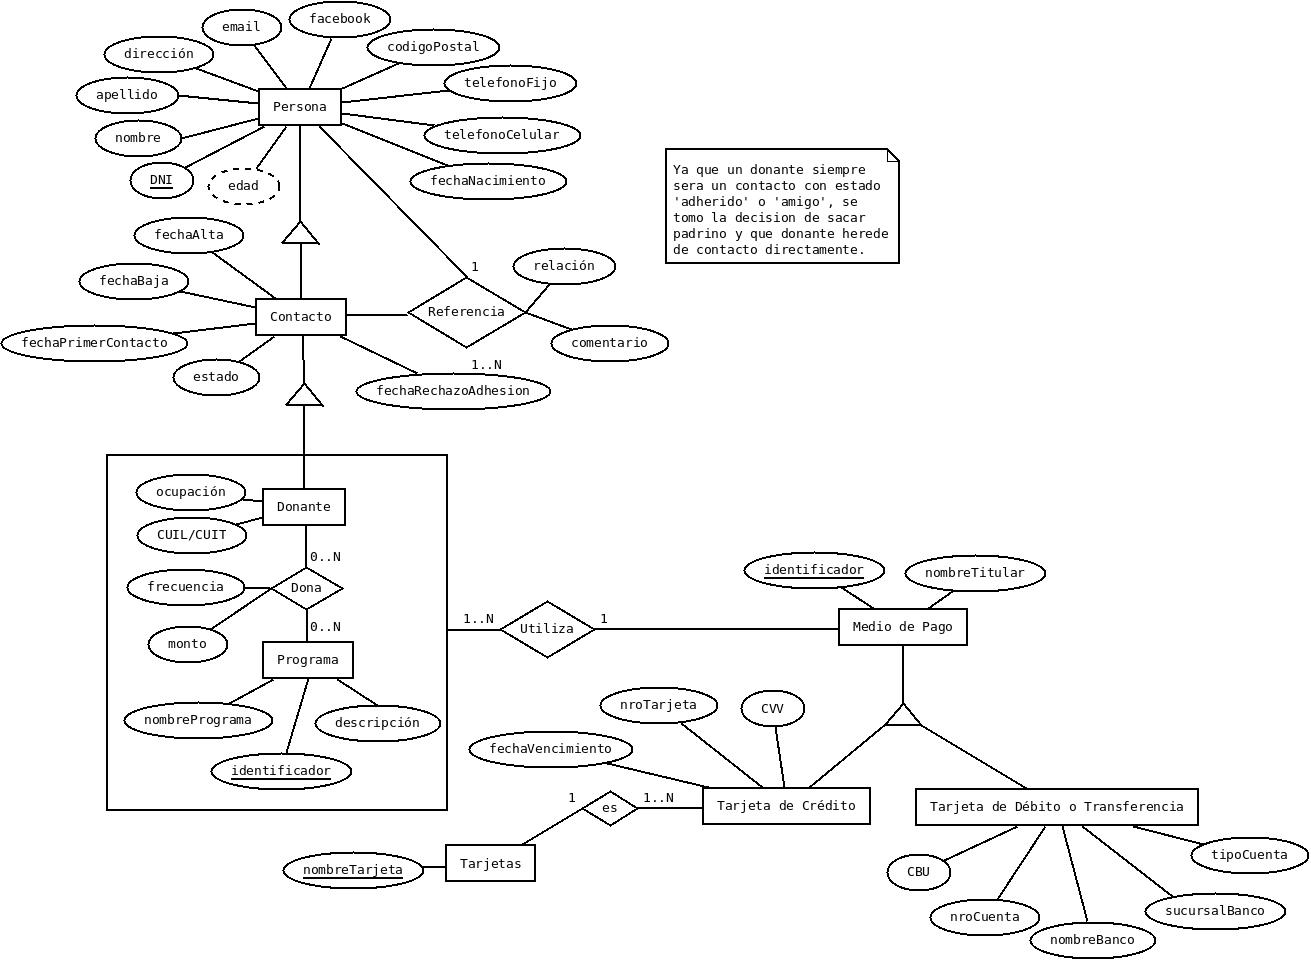 facebook
email
codigoPostal
dirección
telefonoFijo
apellido
Persona
telefonoCelular
nombre
DNI
edad
fechaNacimiento
Ya que un donante siempre
sera un contacto con estado
'adherido' o 'amigo', se
tomo la decision de sacar
padrino y que donante herede
de contacto directamente.
fechaAlta
1
relación
fechaBaja
Contacto
Referencia
fechaPrimerContacto
comentario
1..N
estado
fechaRechazoAdhesion
ocupación
Donante
CUIL/CUIT
0..N
frecuencia
Dona
0..N
monto
Programa
nombrePrograma
descripción
identificador
1..N
Utiliza
1
identificador
nombreTitular
Medio de Pago
nroTarjeta
CVV
fechaVencimiento
1
es
1..N
Tarjeta de Crédito
Tarjeta de Débito o Transferencia
nombreTarjeta
Tarjetas
tipoCuenta
CBU
sucursalBanco
nroCuenta
nombreBanco